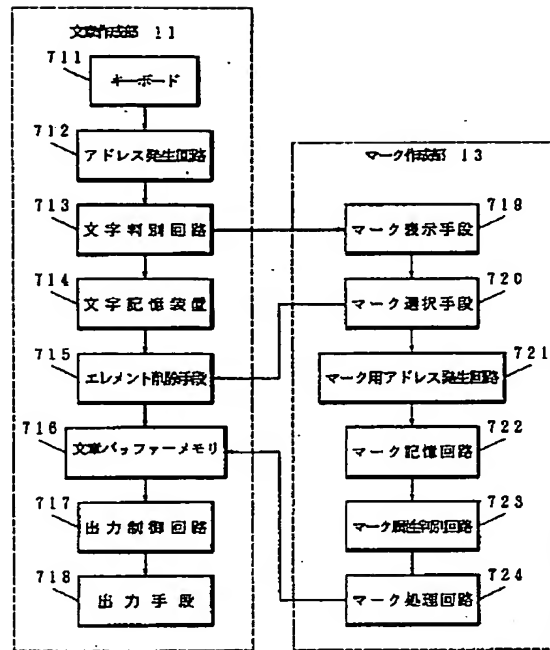 文章作成部 11
711
キーボード
712
アドレス発生回路
713
文字判別回路
714
文字記憶装置
715
エレメント削除手段
716
文章バッファーメモリ
717
出力制御回路
718
出力手段
マーク作成部 13
719
マーク表示手段
720
マーク選択手段
721
マーク用アドレス発生回路
722
マーク記憶回路
723
マーク属性判別回路
724
マーク処理回路